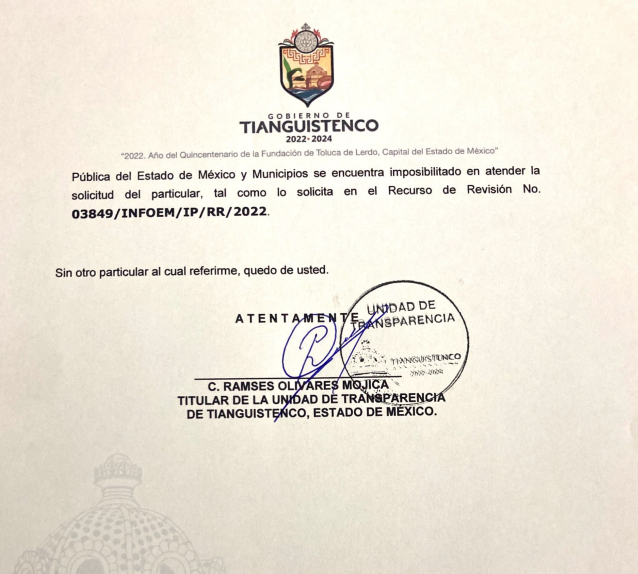 GOBIERNO DE
TIANGUISTENCO
2022-2024
"2022. Año del Quincentenario de la Fundación de Toluca de Lerdo, Capital del Estado de México"
Pública del Estado de México y Municipios se encuentra imposibilitado en atender la
solicitud del particular, tal como lo solicita en el Recurso de Revisión No.
03849/INFOEM/IP/RR/2022.
Sin otro particular al cual referirme, quedo de usted.
ATENTAMENTE
UNIDAD DE
TRANSPARENCIA
TIANGUISTENCO
2022-2024
C. RAMSES OLIVARES MOJICA
TITULAR DE LA UNIDAD DE TRANSPARENCIA
DE TIANGUISTENCO, ESTADO DE MÉXICO.